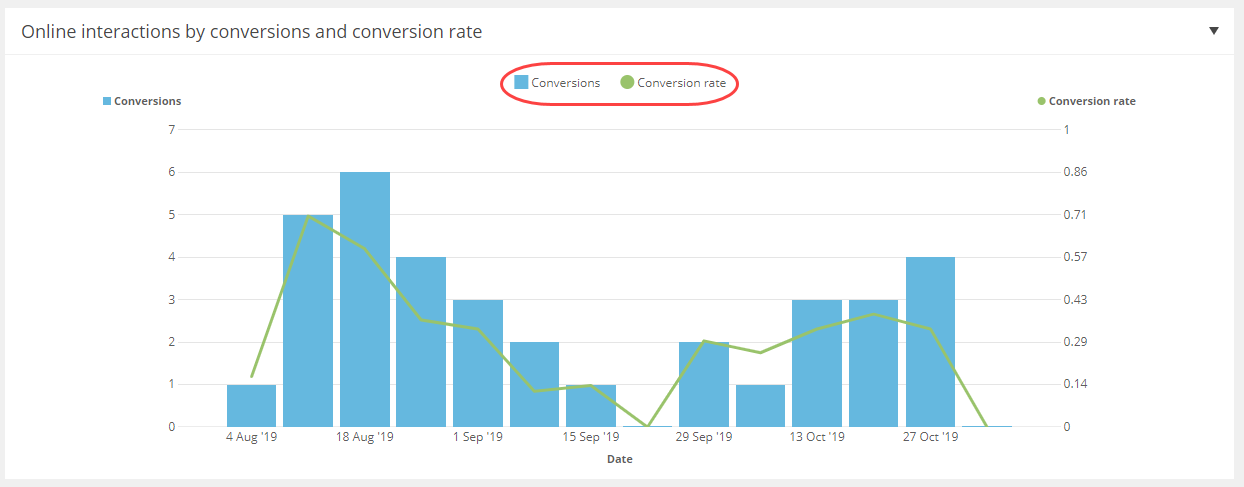 Online interactions by conversions and conversion rate
Conversions Conversion rate
Conversions Conversion rate
7 1
6 0.86
5 0.71
4 0.57
3 0.43
2 0.29
1 0.14
0 0
4 Aug '19 18 Aug '19 1 Sep '19 15 Sep '19 29 Sep '19 13 Oct '19 27 Oct '19
Date